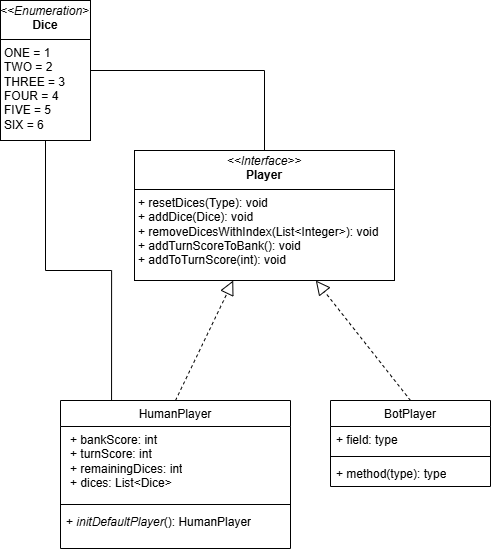 <<Enumeration>>
Dice
ONE = 1
TWO = 2
THREE = 3
FOUR = 4
FIVE = 5
SIX = 6
<<Interface>>
Player
+ resetDices(Type): void
+ addDice(Dice): void
+ removeDicesWithIndex(List<Integer>): void
+ addTurnScoreToBank(): void
+ addToTurnScore(int): void
HumanPlayer
+ bankScore: int
+ turnScore: int
+ remainingDices: int
+ dices: List<Dice>
+ initDefaultPlayer(): HumanPlayer
BotPlayer
+ field: type
+ method(type): type